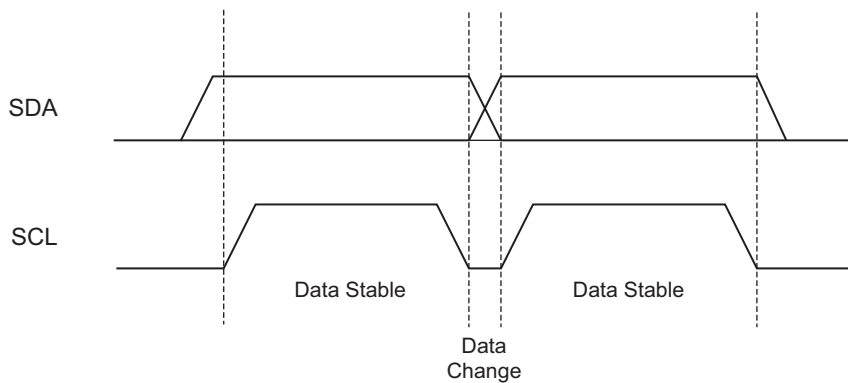 SDA
SCL
Data Stable
Data Stable
Data
Change